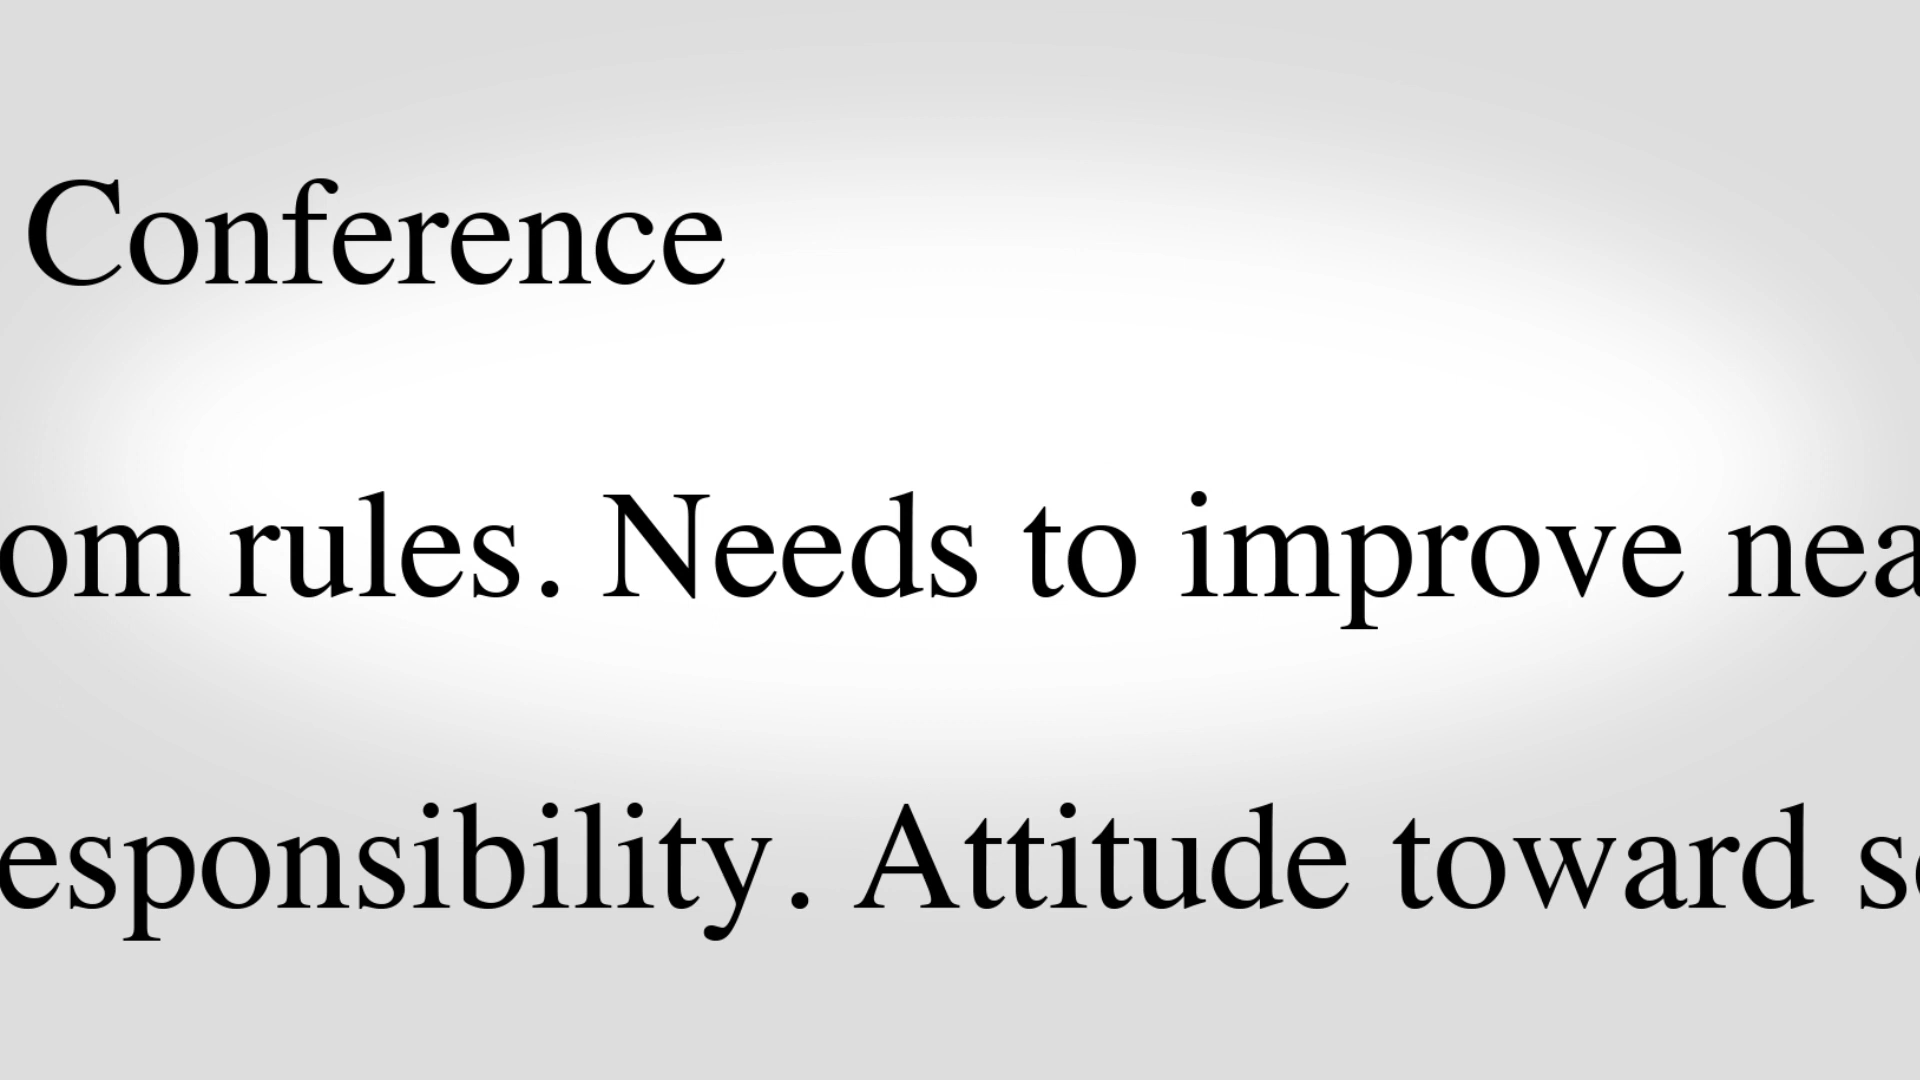 Conference
om rules. Needs to improve nea
esponsibility. Attitude toward s